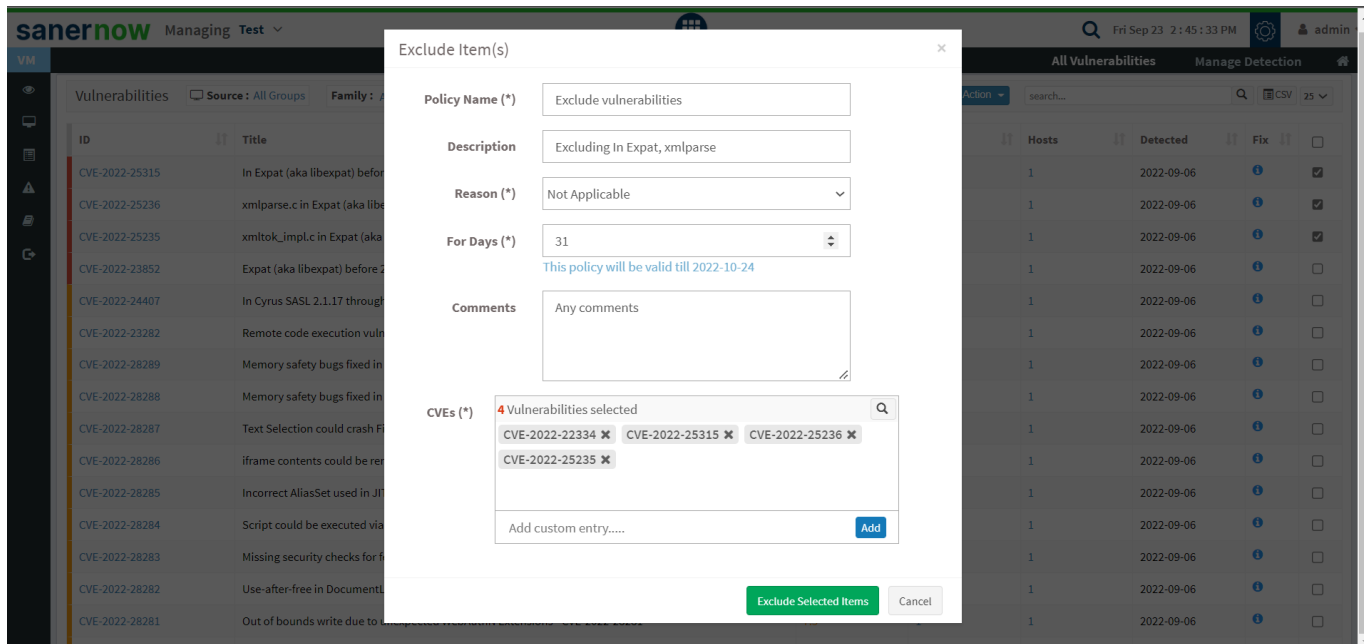 sanernow Managing Test Fri Sep 23 2:45:33 PM admin
VM All Vulnerabilities Manage Detection
Exclude Item(s) ×
Vulnerabilities Source : All Groups Family : Action search... CSV 25
Policy Name (*) Exclude vulnerabilities
Description Excluding In Expat, xmlparse
Reason (*) Not Applicable
For Days (*) 31
This policy will be valid till 2022-10-24
Comments Any comments
CVEs (*) 4 Vulnerabilities selected
CVE-2022-22334 ✖ CVE-2022-25315 ✖ CVE-2022-25236 ✖
CVE-2022-25235 ✖
Add custom entry..... Add
Exclude Selected Items Cancel
ID Title Hosts Detected Fix
CVE-2022-25315 In Expat (aka libexpat) befor 1 2022-09-06
CVE-2022-25236 xmlparse.c in Expat (aka libe 1 2022-09-06
CVE-2022-25235 xmltok_impl.c in Expat (aka 1 2022-09-06
CVE-2022-23852 Expat (aka libexpat) before 2 1 2022-09-06
CVE-2022-24407 In Cyrus SASL 2.1.17 through 1 2022-09-06
CVE-2022-23282 Remote code execution vuln 1 2022-09-06
CVE-2022-28289 Memory safety bugs fixed in 1 2022-09-06
CVE-2022-28288 Memory safety bugs fixed in 1 2022-09-06
CVE-2022-28287 Text Selection could crash Fi 1 2022-09-06
CVE-2022-28286 iframe contents could be rer 1 2022-09-06
CVE-2022-28285 Incorrect AliasSet used in JIT 1 2022-09-06
CVE-2022-28284 Script could be executed via 1 2022-09-06
CVE-2022-28283 Missing security checks for f 1 2022-09-06
CVE-2022-28282 Use-after-free in DocumentL 1 2022-09-06
CVE-2022-28281 Out of bounds write due to unexpected WebAuthN Extensions - CVE-2022-28281 1 2022-09-06